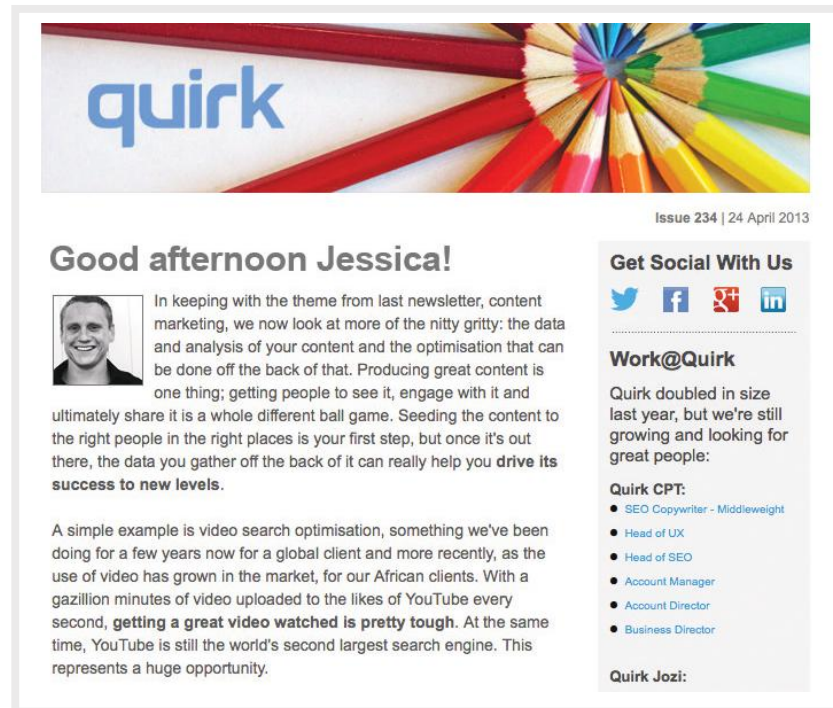 quirk
Issue 234 | 24 April 2013
Good afternoon Jessica!
In keeping with the theme from last newsletter, content
marketing, we now look at more of the nitty gritty: the data
and analysis of your content and the optimisation that can
be done off the back of that. Producing great content is
one thing; getting people to see it, engage with it and
ultimately share it is a whole different ball game. Seeding the content to
the right people in the right places is your first step, but once it's out
there, the data you gather off the back of it can really help you drive its
success to new levels.
A simple example is video search optimisation, something we've been
doing for a few years now for a global client and more recently, as the
use of video has grown in the market, for our African clients. With a
gazillion minutes of video uploaded to the likes of YouTube every
second, getting a great video watched is pretty tough. At the same
time, YouTube is still the world's second largest search engine. This
represents a huge opportunity.
Get Social With Us
f g+ in
Work@Quirk
Quirk doubled in size
last year, but we're still
growing and looking for
great people:
Quirk CPT:
SEO Copywriter - Middleweight
Head of UX
Head of SEO
Account Manager
Account Director
Business Director
Quirk Jozi: